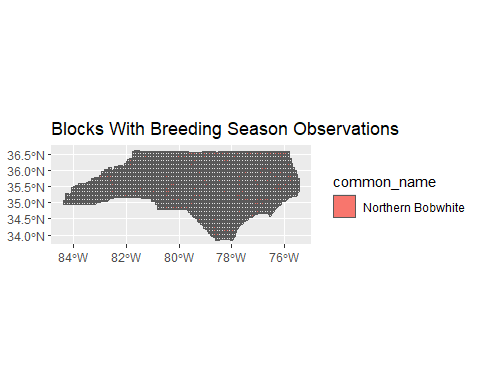 Blocks With Breeding Season Observations
36.5°N
36.0°N
35.5°N
35.0°N
34.5°N
34.0°N
84°W 82°W 80°W 78°W 76°W
common_name
Northern Bobwhite